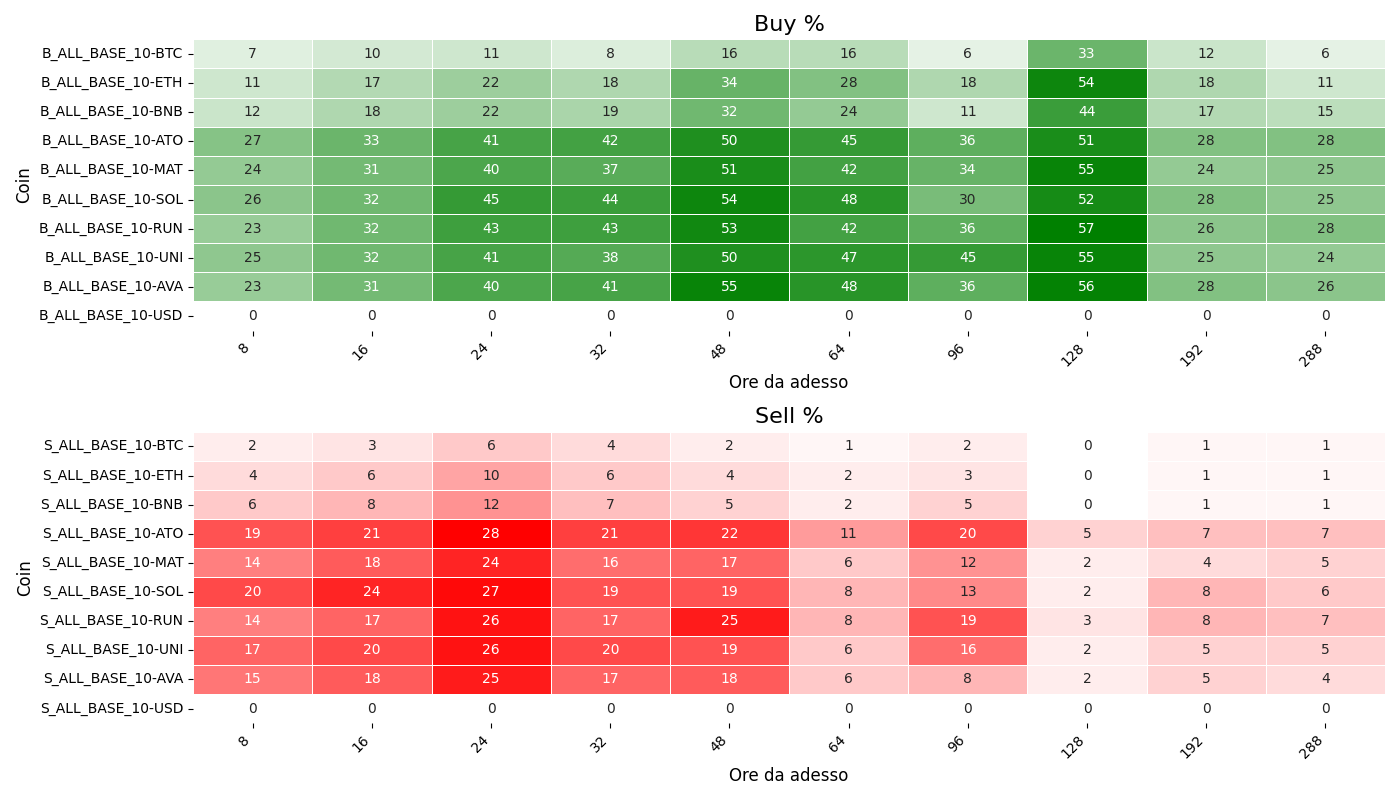 Buy %
Coin
B_ALL_BASE_10-BTC 7 10 11 8 16 16 6 33 12 6
B_ALL_BASE_10-ETH 11 17 22 18 34 28 18 54 18 11
B_ALL_BASE_10-BNB 12 18 22 19 32 24 11 44 17 15
B_ALL_BASE_10-ATO 27 33 41 42 50 45 36 51 28 28
B_ALL_BASE_10-MAT 24 31 40 37 51 42 34 55 24 25
B_ALL_BASE_10-SOL 26 32 45 44 54 48 30 52 28 25
B_ALL_BASE_10-RUN 23 32 43 43 53 42 36 57 26 28
B_ALL_BASE_10-UNI 25 32 41 38 50 47 45 55 25 24
B_ALL_BASE_10-AVA 23 31 40 41 55 48 36 56 28 26
B_ALL_BASE_10-USD 0 0 0 0 0 0 0 0 0 0
8 16 24 32 48 64 96 128 192 288
Ore da adesso
Sell %
Coin
S_ALL_BASE_10-BTC 2 3 6 4 2 1 2 0 1 1
S_ALL_BASE_10-ETH 4 6 10 6 4 2 3 0 1 1
S_ALL_BASE_10-BNB 6 8 12 7 5 2 5 0 1 1
S_ALL_BASE_10-ATO 19 21 28 21 22 11 20 5 7 7
S_ALL_BASE_10-MAT 14 18 24 16 17 6 12 2 4 5
S_ALL_BASE_10-SOL 20 24 27 19 19 8 13 2 8 6
S_ALL_BASE_10-RUN 14 17 26 17 25 8 19 3 8 7
S_ALL_BASE_10-UNI 17 20 26 20 19 6 16 2 5 5
S_ALL_BASE_10-AVA 15 18 25 17 18 6 8 2 5 4
S_ALL_BASE_10-USD 0 0 0 0 0 0 0 0 0 0
8 16 24 32 48 64 96 128 192 288
Ore da adesso